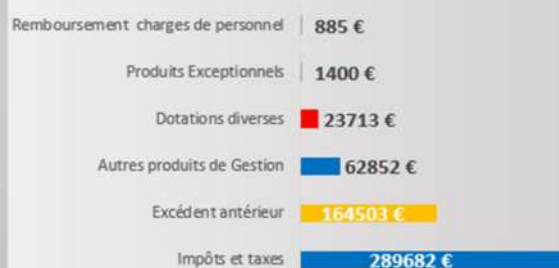 Remboursement charges de personnel 885 €
Produits Exceptionnels 1400 €
Dotations diverses 23713 €
Autres produits de Gestion 62852 €
Excédent antérieur 164503 €
Impôts et taxes 289682 €